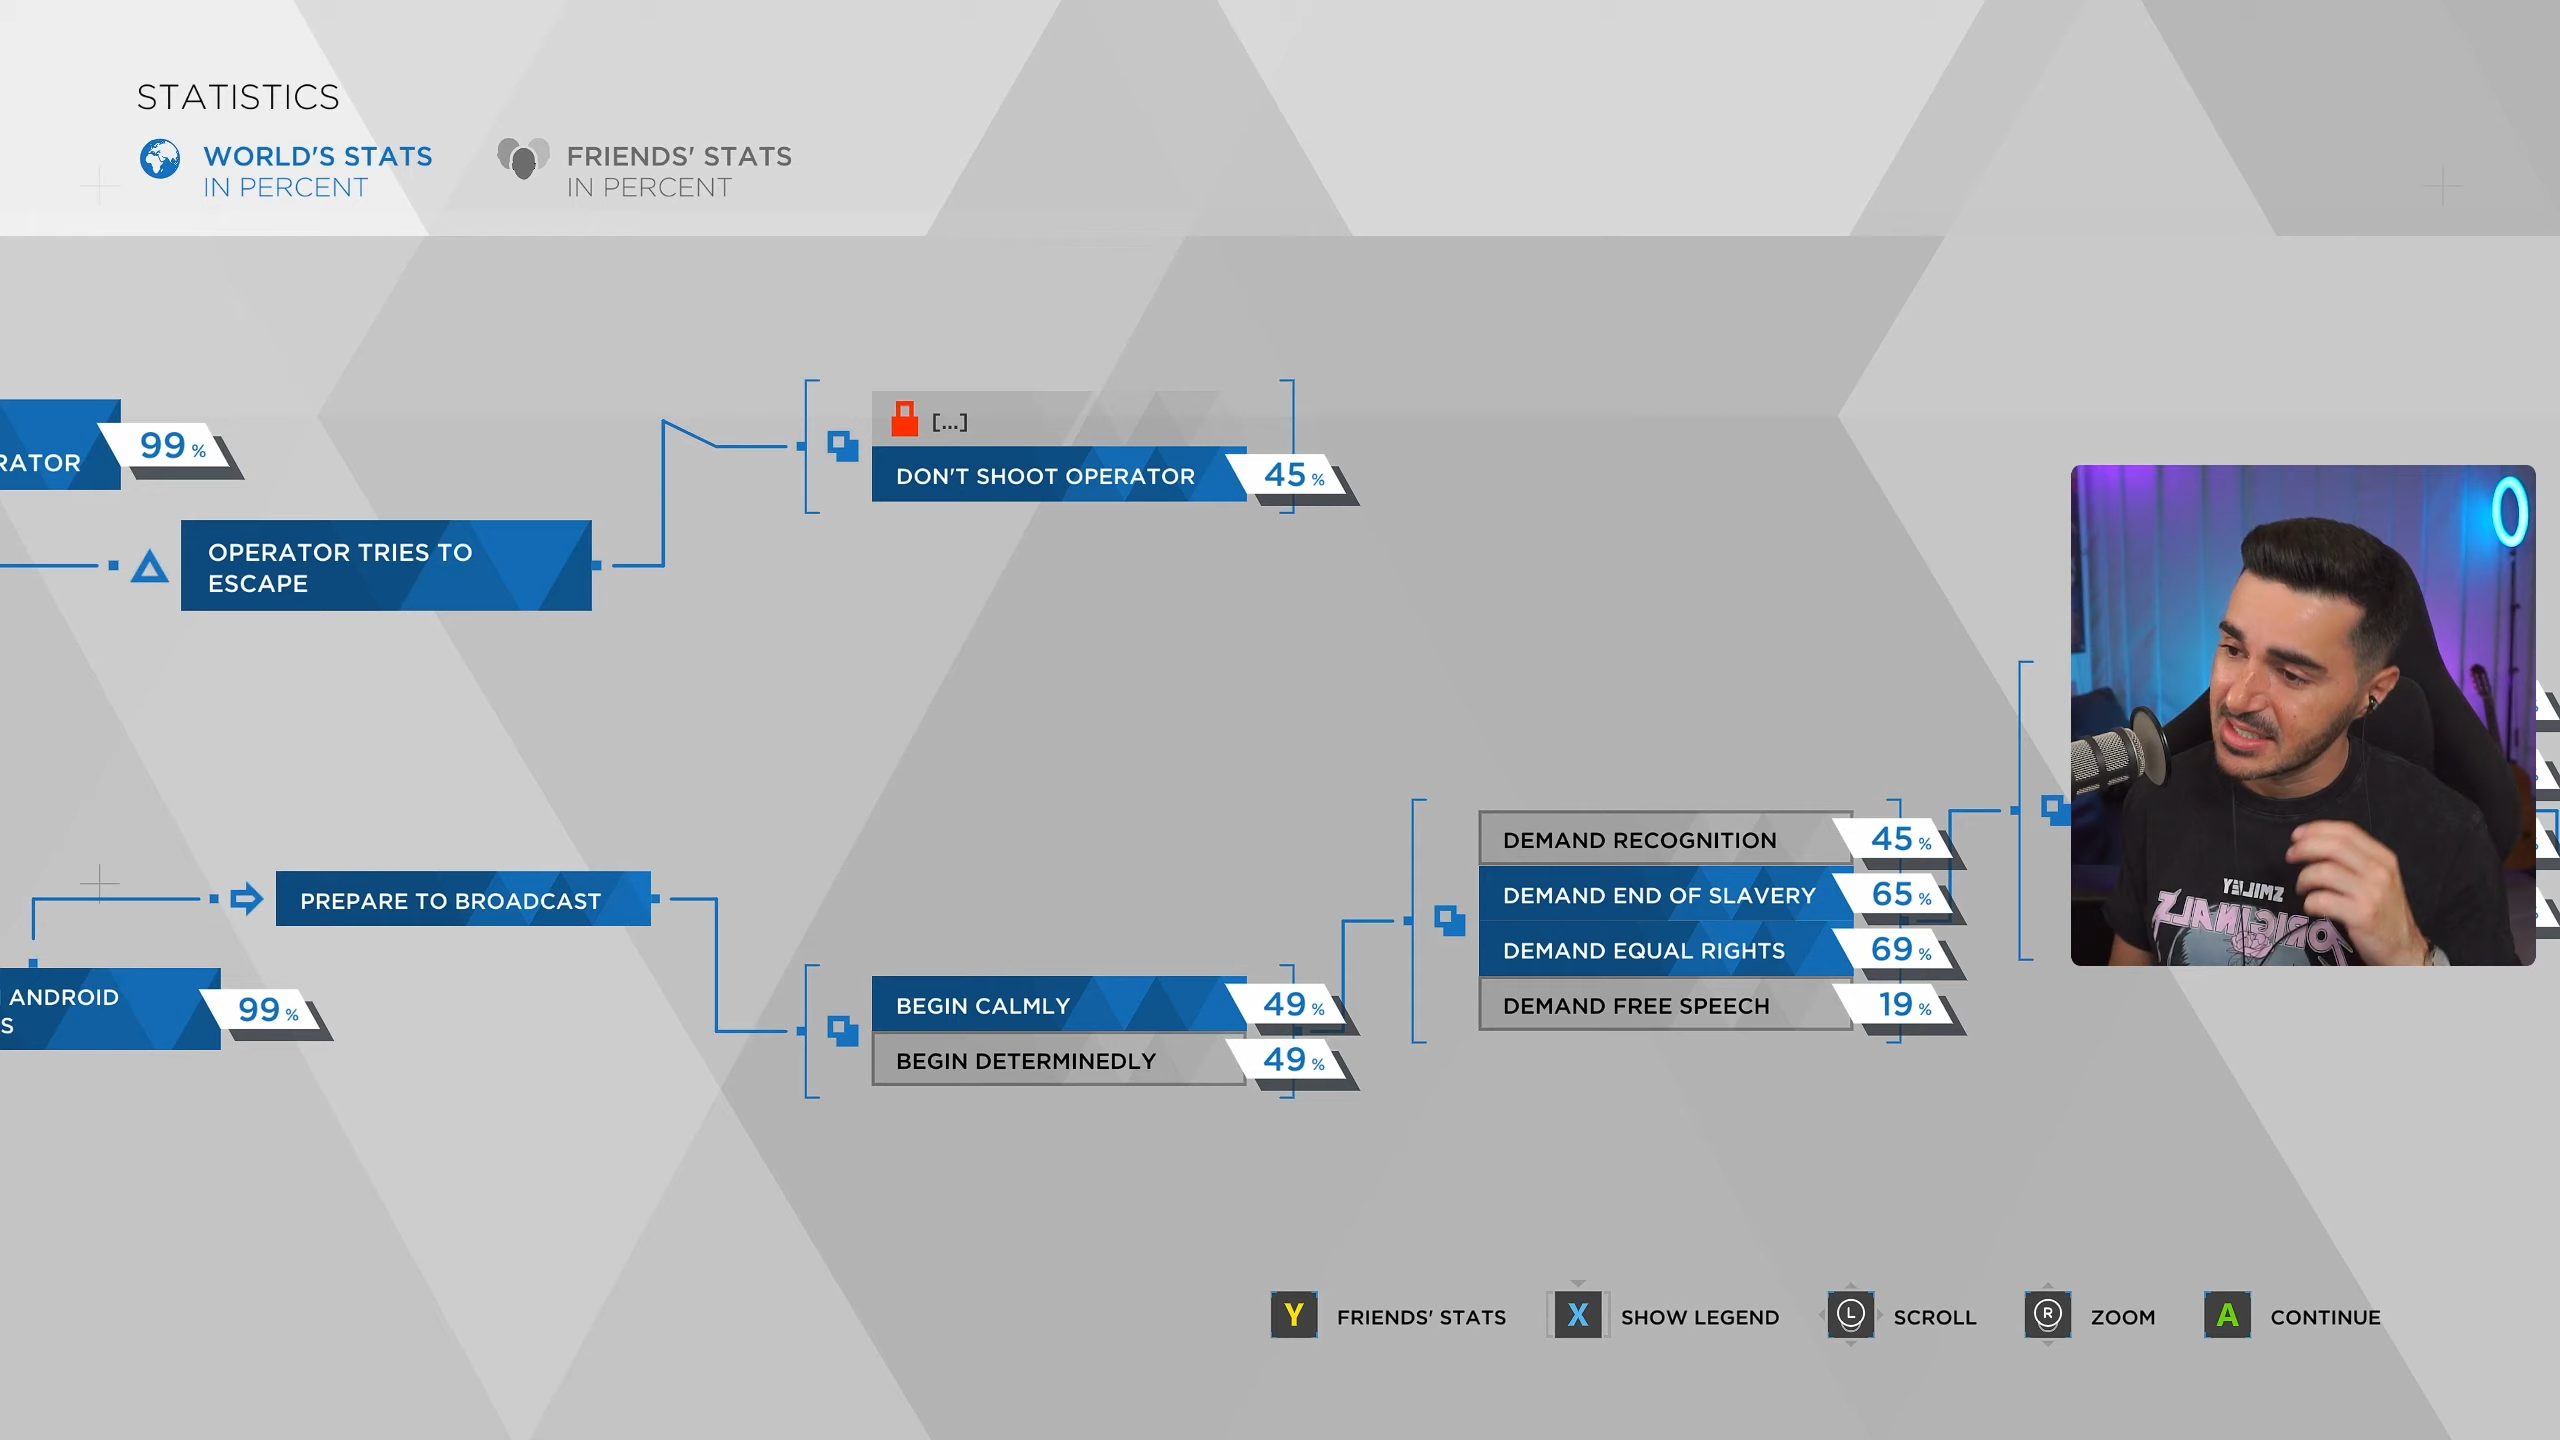 STATISTICS
WORLD'S STATS
IN PERCENT
FRIENDS' STATS
IN PERCENT
[...]
DON'T SHOOT OPERATOR
45 %
RATOR
99 %
OPERATOR TRIES TO
ESCAPE
PREPARE TO BROADCAST
ANDROID
S
99 %
BEGIN CALMLY
49 %
BEGIN DETERMINEDLY
49 %
DEMAND RECOGNITION
45 %
DEMAND END OF SLAVERY
65 %
DEMAND EQUAL RIGHTS
69 %
DEMAND FREE SPEECH
19 %
SMILEY
ORIGINALZ
Y FRIENDS' STATS
X SHOW LEGEND
L SCROLL
R ZOOM
A CONTINUE